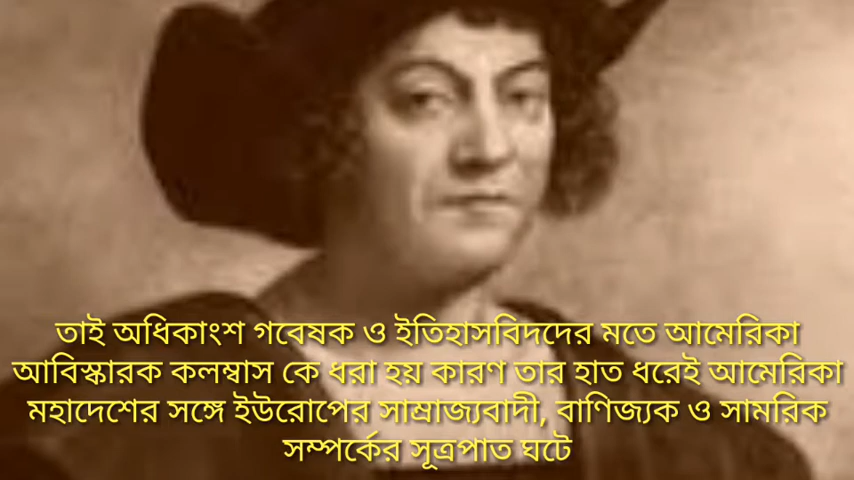 তাই অধিকাংশ গবেষক ও ইতিহাসবিদদের মতে আমেরিকা
আবিস্কারক কলম্বাস কে ধরা হয় কারণ তার হাত ধরেই আমেরিকা
মহাদেশের সঙ্গে ইউরোপের সাম্রাজ্যবাদী, বাণিজ্যক ও সামরিক
সম্পর্কের সূত্রপাত ঘটে